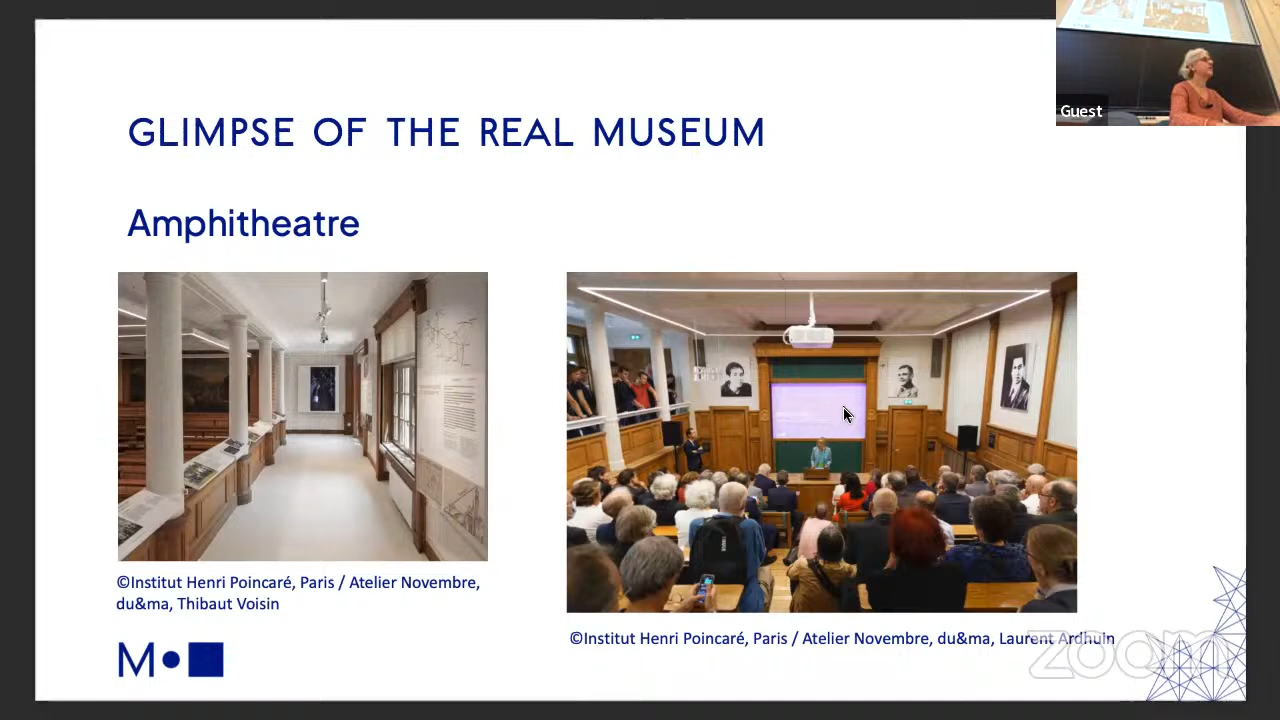 GLIMPSE OF THE REAL MUSEUM
Guest
Amphitheatre
©Institut Henri Poincaré, Paris / Atelier Novembre,
du&ma, Thibaut Voisin
©Institut Henri Poincaré, Paris / Atelier Novembre, du&ma, Laurent Ardhuin
M
zoom